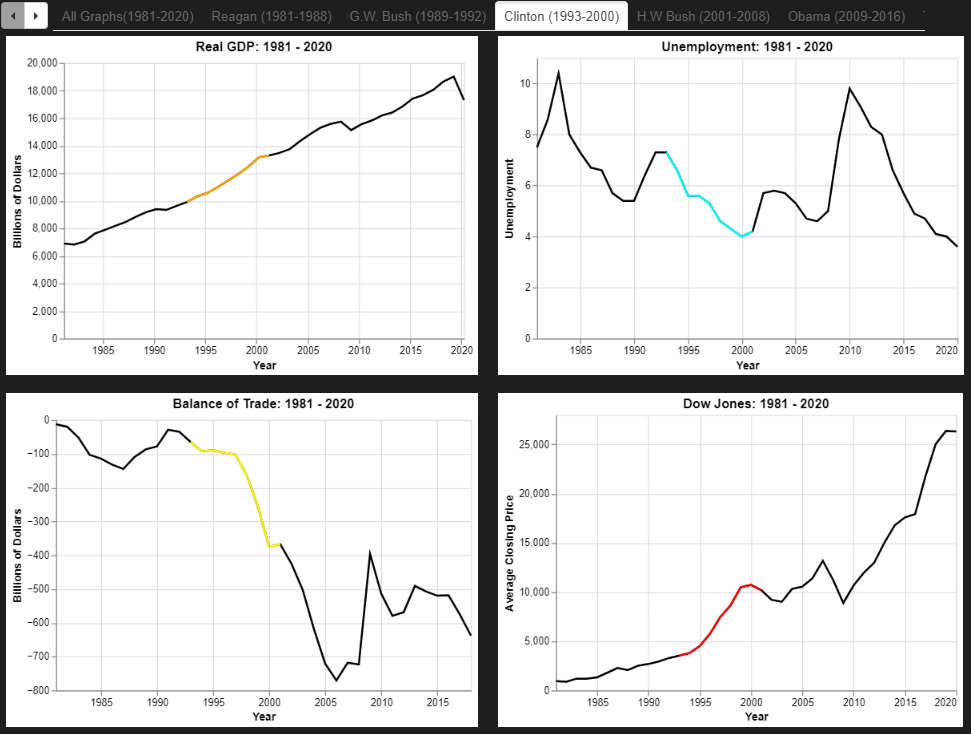 All Graphs(1981-2020) Reagan (1981-1988) G.W. Bush (1989-1992) Clinton (1993-2000) H.W Bush (2001-2008) Obama (2009-2016)
Real GDP: 1981 - 2020
20,000
18,000
16,000
14,000
12,000
10,000
8,000
6,000
4,000
2,000
0
Billions of Dollars
1985 1990 1995 2000 2005 2010 2015 2020
Year
Unemployment: 1981 - 2020
10
8
6
4
2
0
Unemployment
1985 1990 1995 2000 2005 2010 2015 2020
Year
Balance of Trade: 1981 - 2020
0
−100
−200
−300
−400
−500
−600
−700
−800
Billions of Dollars
1985 1990 1995 2000 2005 2010 2015
Year
Dow Jones: 1981 - 2020
25,000
20,000
15,000
10,000
5,000
0
Average Closing Price
1985 1990 1995 2000 2005 2010 2015 2020
Year